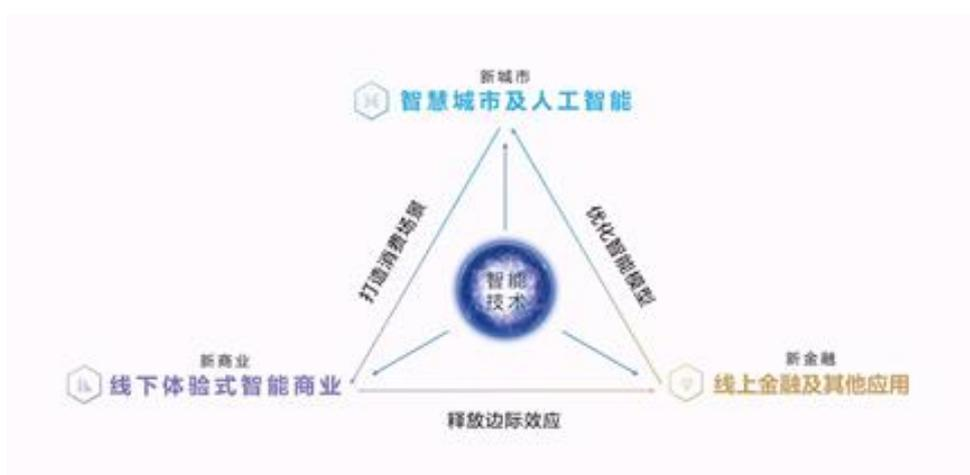 新城市
智慧城市及人工智能
打造消费场景
优化智能模型
智能
技术
新商业
线下体验式智能商业
新金融
线上金融及其他应用
釋放边际效应